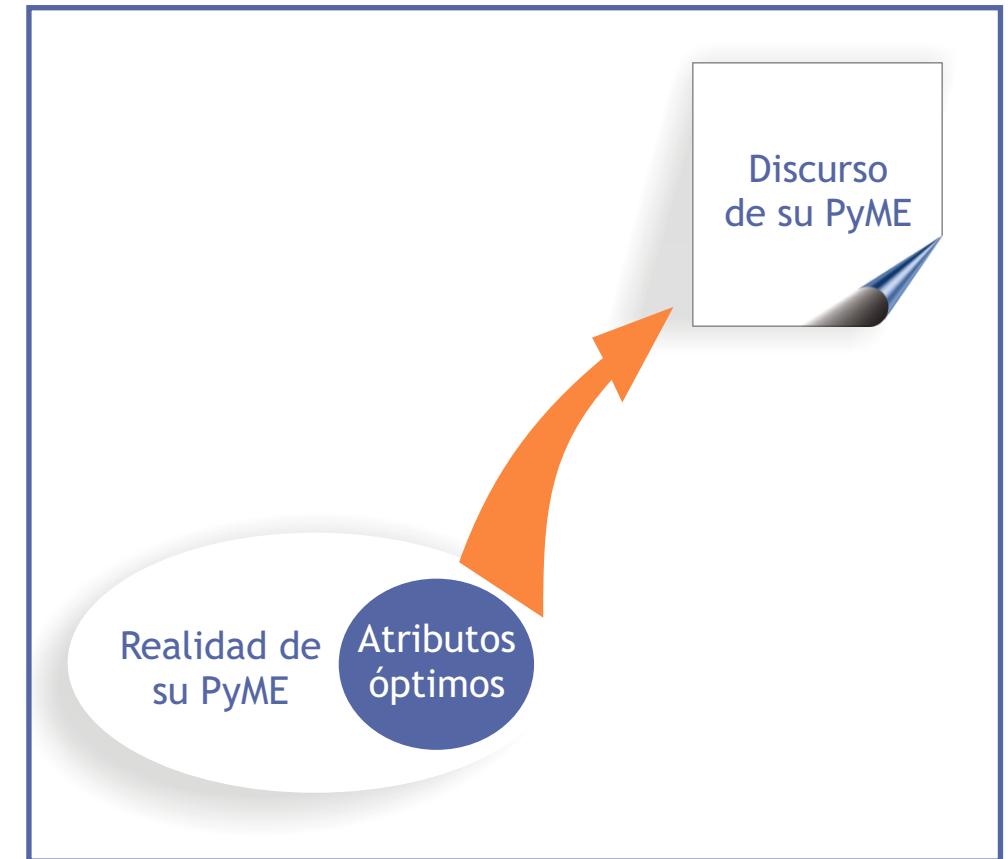 Discurso
de su PyME
Realidad de
su PyME
Atributos
óptimos